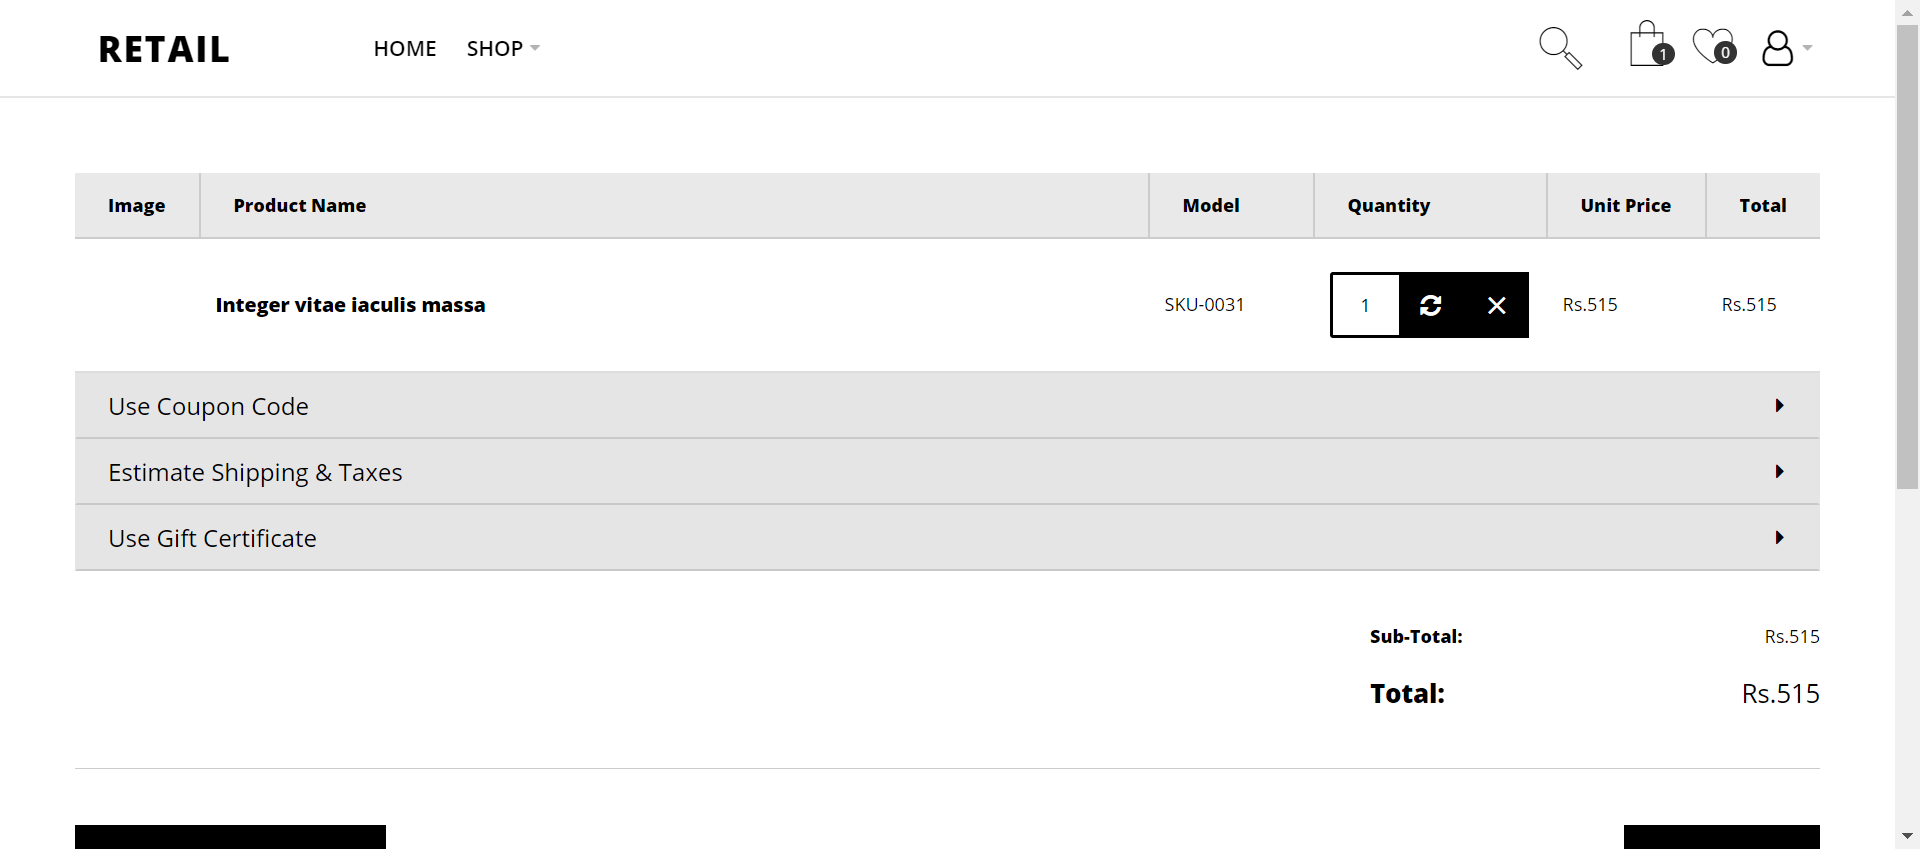 RETAIL HOME SHOP 1 0
Image Product Name Model Quantity Unit Price Total
Integer vitae iaculis massa SKU-0031 1 Rs.515 Rs.515
Use Coupon Code
Estimate Shipping & Taxes
Use Gift Certificate
Sub-Total: Rs.515
Total: Rs.515